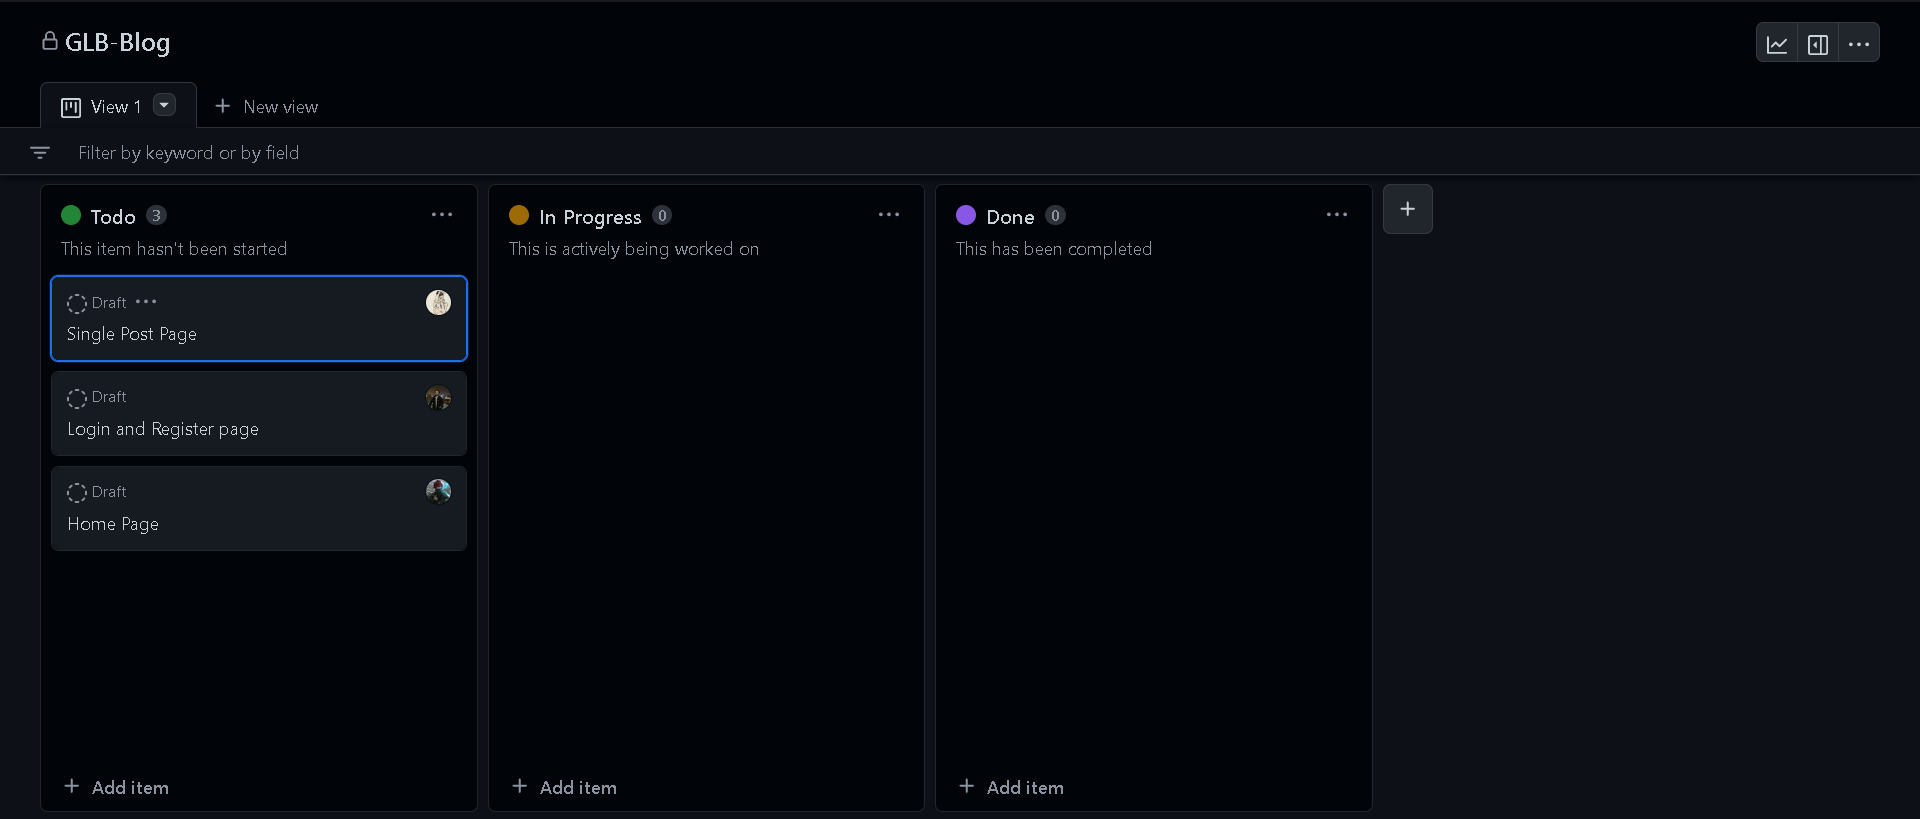 GLB-Blog
View 1
New view
Filter by keyword or by field
Todo 3
This item hasn't been started
Draft
Single Post Page
Draft
Login and Register page
Draft
Home Page
Add item
In Progress 0
This is actively being worked on
Add item
Done 0
This has been completed
Add item